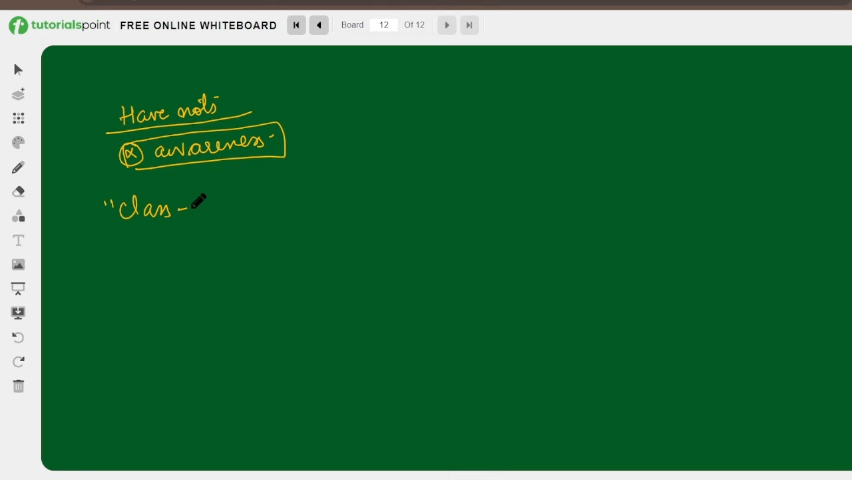 tutorialspoint FREE ONLINE WHITEBOARD Board 12 Of 12
Have nots
awareness
"Class -